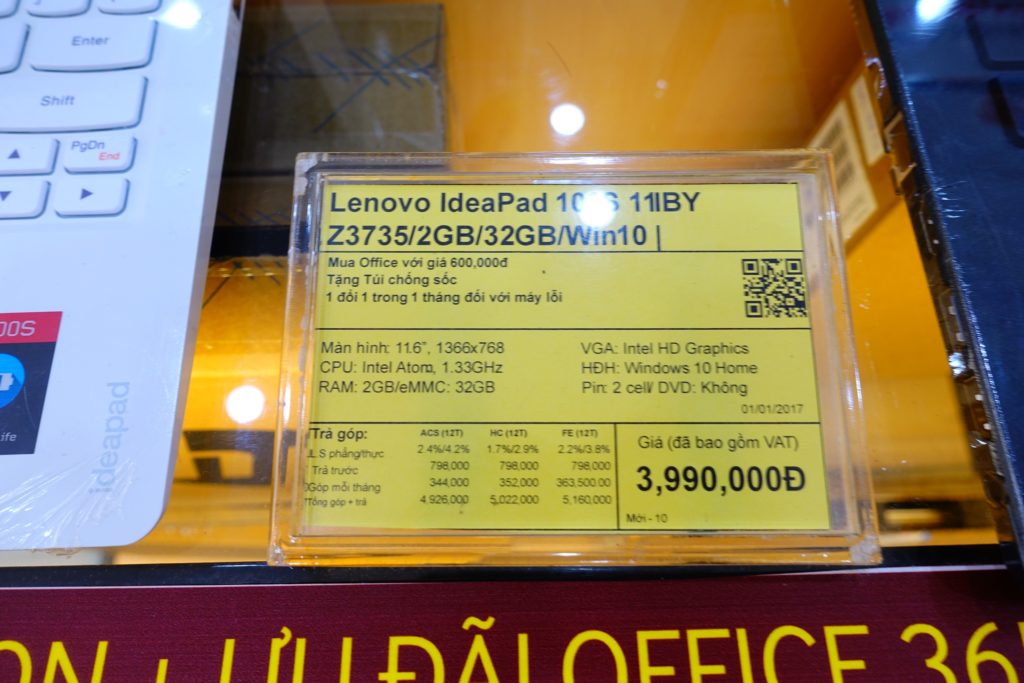 Enter
Shift
PgDn
End
00S
ideapad
Lenovo IdeaPad 11IBY
Z3735/2GB/32GB/Win10 |
Mua Office với giá 600,000đ
Tặng Túi chống sốc
1 đổi 1 trong 1 tháng đối với máy lỗi
Màn hình: 11.6", 1366x768
CPU: Intel Atom, 1.33GHz
RAM: 2GB/eMMC: 32GB
VGA: Intel HD Graphics
HĐH: Windows 10 Home
Pin: 2 cell/ DVD: Không
01/01/2017
Trả góp: ACS (12T) HC (12T) FE (12T)
L.S phẳng/thực 2.4%/4.2% 1.7%/2.9% 2.2%/3.8%
Trả trước 798,000 798,000 798,000
Góp mỗi tháng 344,000 352,000 363,500.00
Tổng góp + trả 4,926,000 5,022,000 5,160,000
Giá (đã bao gồm VAT)
3,990,000Đ
Mới - 10
ƯU ĐÃI OFFICE 36